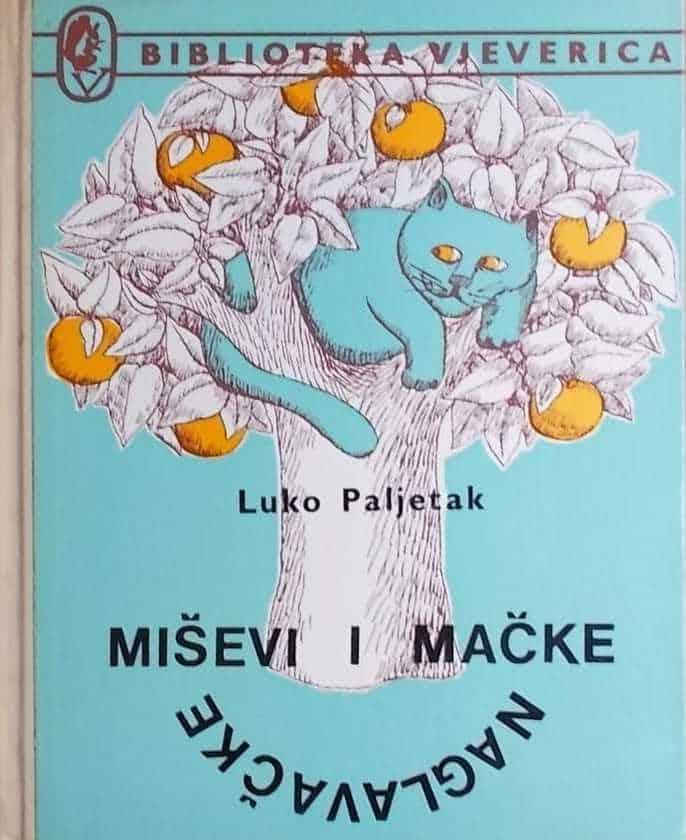 BIBLIOTEKA VJEVERICA
V
Luko Paljetak
MIŠEVI I MAČKE
NAGLAVAČKE